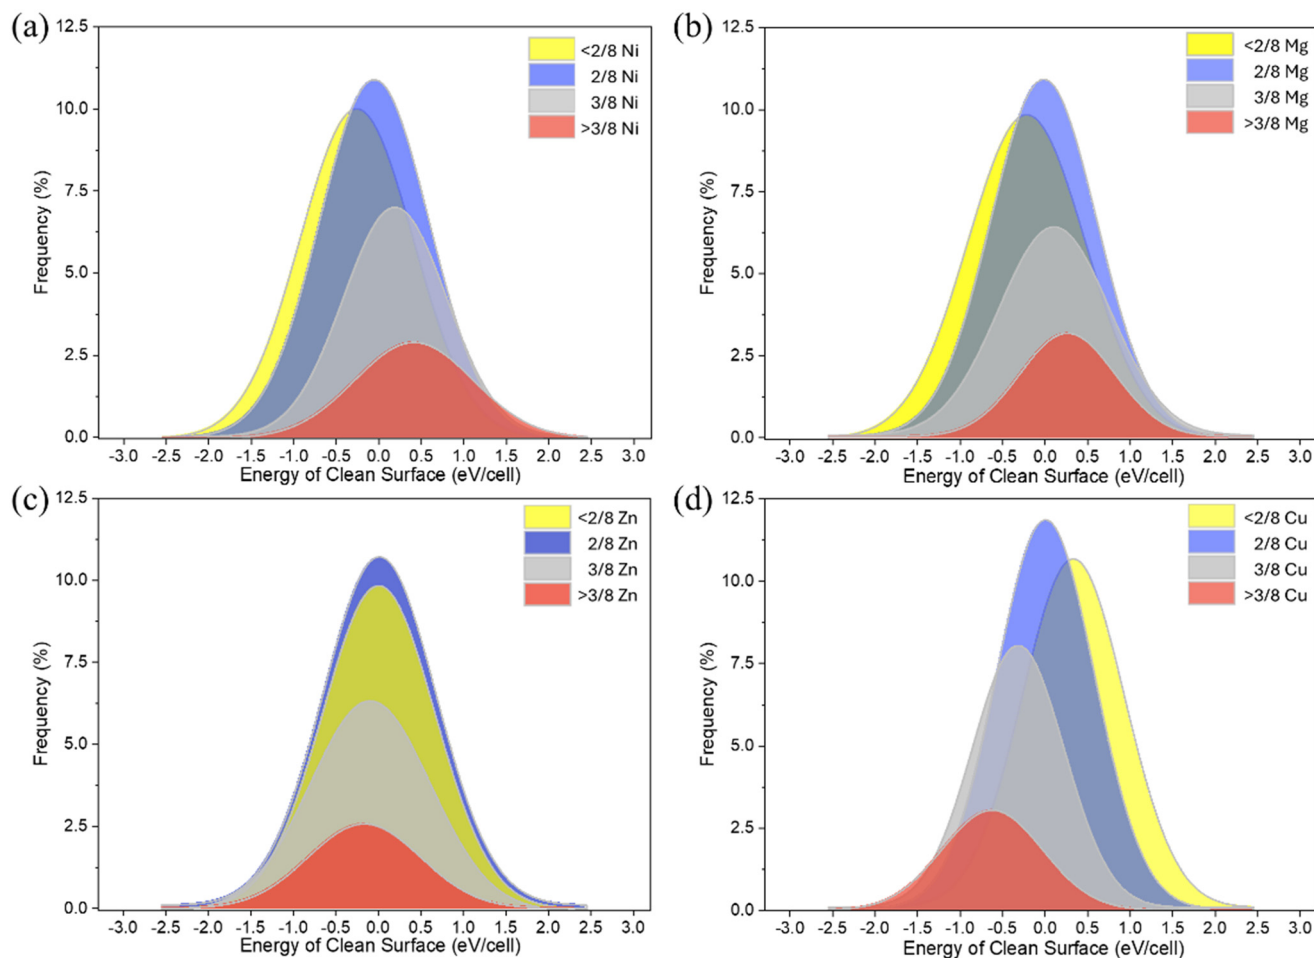 (a)
12.5
10.0
7.5
5.0
2.5
0.0
Frequency (%)
<2/8 Ni
2/8 Ni
3/8 Ni
>3/8 Ni
-3.0 -2.5 -2.0 -1.5 -1.0 -0.5 0.0 0.5 1.0 1.5 2.0 2.5 3.0
Energy of Clean Surface (eV/cell)
(b)
12.5
10.0
7.5
5.0
2.5
0.0
Frequency (%)
<2/8 Mg
2/8 Mg
3/8 Mg
>3/8 Mg
-3.0 -2.5 -2.0 -1.5 -1.0 -0.5 0.0 0.5 1.0 1.5 2.0 2.5 3.0
Energy of Clean Surface (eV/cell)
(c)
12.5
10.0
7.5
5.0
2.5
0.0
Frequency (%)
<2/8 Zn
2/8 Zn
3/8 Zn
>3/8 Zn
-3.0 -2.5 -2.0 -1.5 -1.0 -0.5 0.0 0.5 1.0 1.5 2.0 2.5 3.0
Energy of Clean Surface (eV/cell)
(d)
12.5
10.0
7.5
5.0
2.5
0.0
Frequency (%)
<2/8 Cu
2/8 Cu
3/8 Cu
>3/8 Cu
-3.0 -2.5 -2.0 -1.5 -1.0 -0.5 0.0 0.5 1.0 1.5 2.0 2.5 3.0
Energy of Clean Surface (eV/cell)